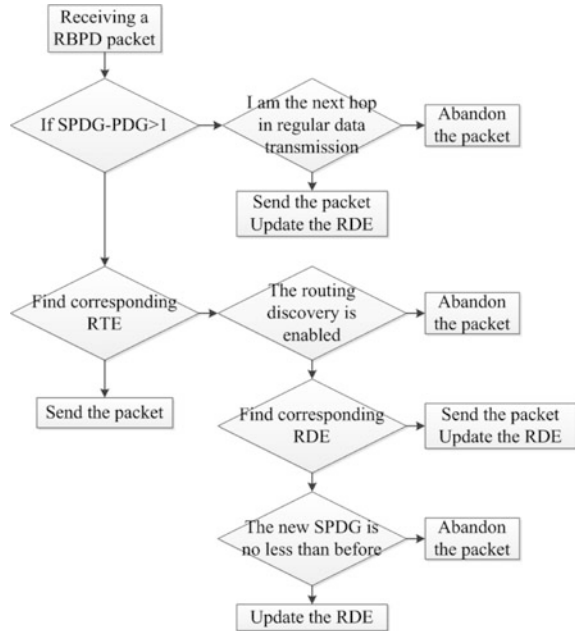 Receiving a
RBPD packet
If SPDG-PDG>1
I am the next hop
in regular data
transmission
Abandon
the packet
Send the packet
Update the RDE
Find corresponding
RTE
The routing
discovery is
enabled
Abandon
the packet
Send the packet
Find corresponding
RDE
Send the packet
Update the RDE
The new SPDG is
no less than before
Abandon
the packet
Update the RDE